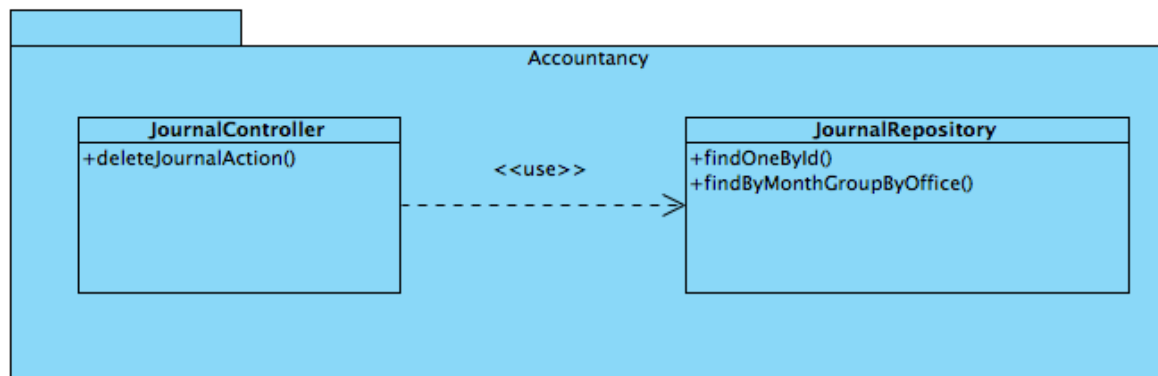 Accountancy
JournalController
+deleteJournalAction()
<<use>>
JournalRepository
+findOneById()
+findByMonthGroupByOffice()